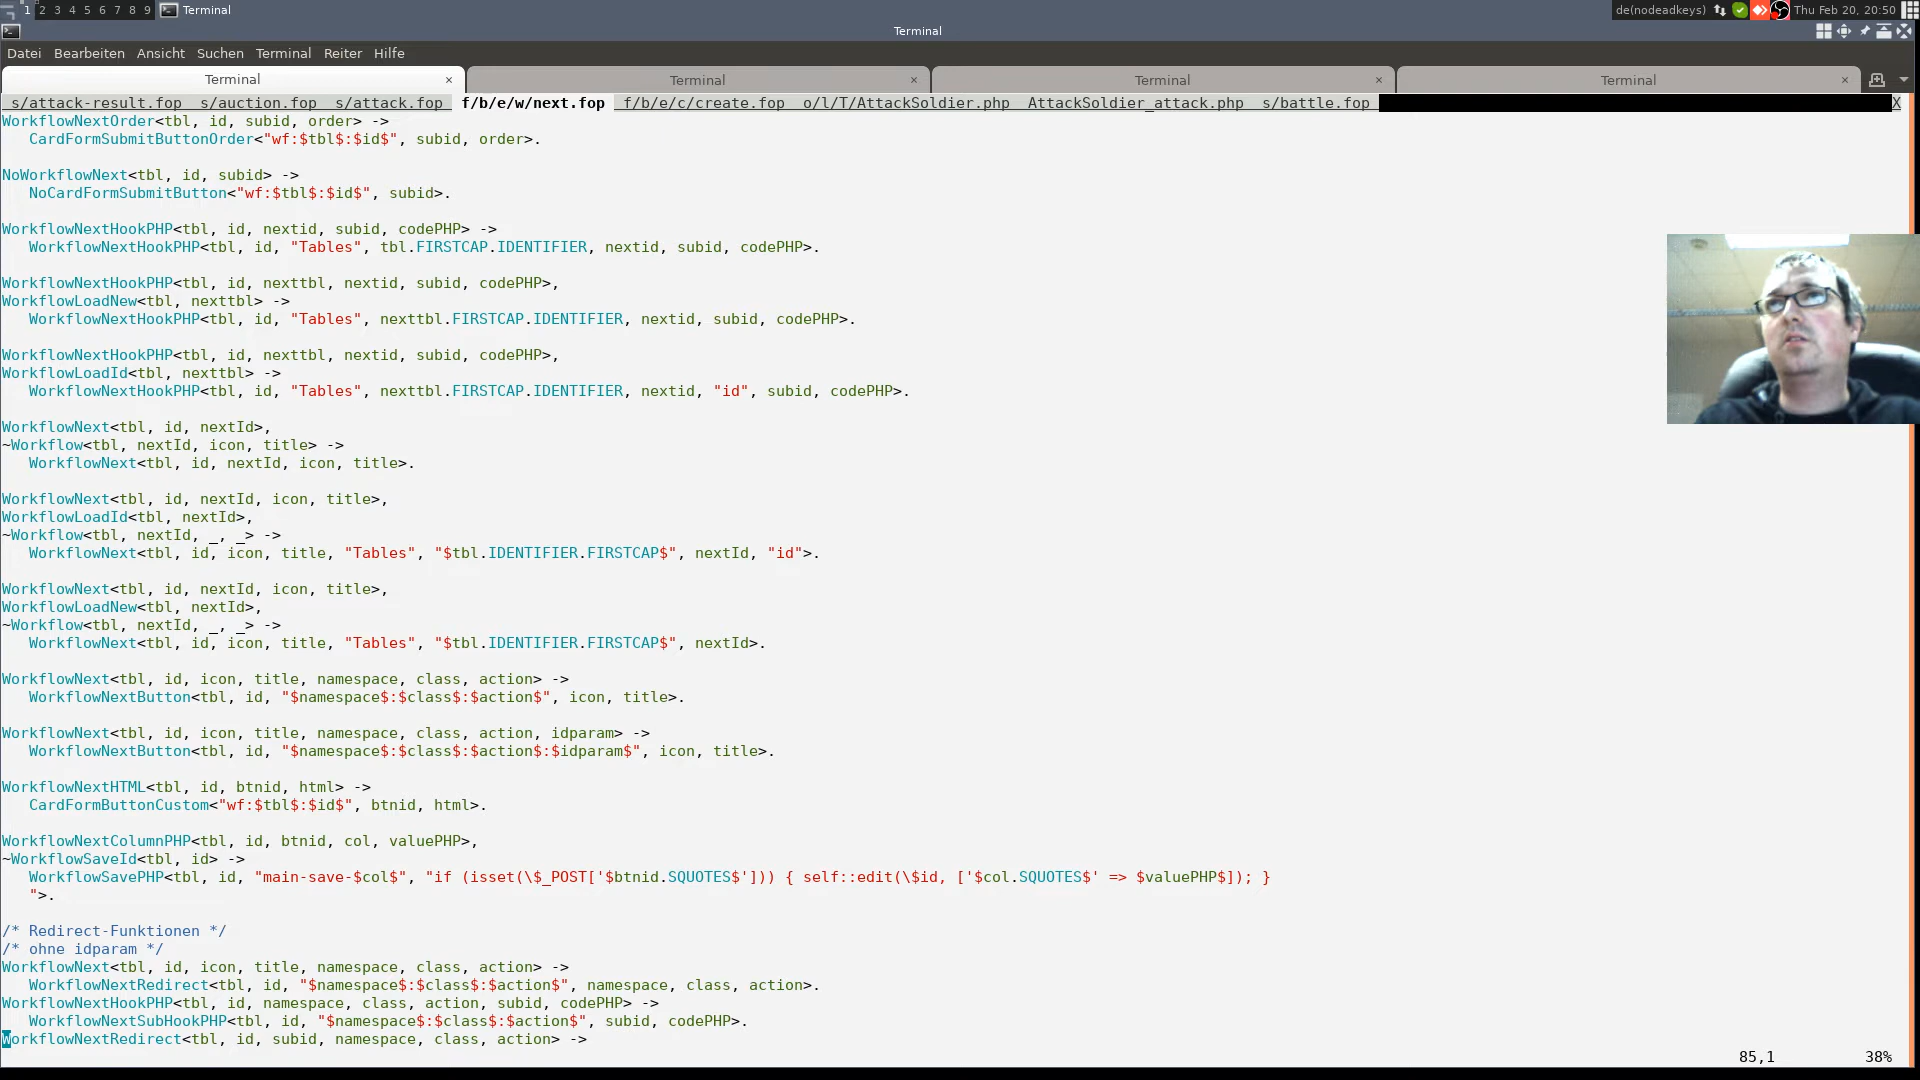 1 2 3 4 5 6 7 8 9 Terminal de(nodeadkeys) Thu Feb 20, 20:50
Terminal
Datei Bearbeiten Ansicht Suchen Terminal Reiter Hilfe
Terminal × Terminal × Terminal × Terminal ×
s/attack-result.fop s/auction.fop s/attack.fop f/b/e/w/next.fop f/b/e/c/create.fop o/l/T/AttackSoldier.php AttackSoldier_attack.php s/battle.fop X
WorkflowNextOrder<tbl, id, subid, order> ->
CardFormSubmitButtonOrder<"wf:$tbl$:$id$", subid, order>.
NoWorkflowNext<tbl, id, subid> ->
NoCardFormSubmitButton<"wf:$tbl$:$id$", subid>.
WorkflowNextHookPHP<tbl, id, nextid, subid, codePHP> ->
WorkflowNextHookPHP<tbl, id, "Tables", tbl.FIRSTCAP.IDENTIFIER, nextid, subid, codePHP>.
WorkflowNextHookPHP<tbl, id, nexttbl, nextid, subid, codePHP>,
WorkflowLoadNew<tbl, nexttbl> ->
WorkflowNextHookPHP<tbl, id, "Tables", nexttbl.FIRSTCAP.IDENTIFIER, nextid, subid, codePHP>.
WorkflowNextHookPHP<tbl, id, nexttbl, nextid, subid, codePHP>,
WorkflowLoadId<tbl, nexttbl> ->
WorkflowNextHookPHP<tbl, id, "Tables", nexttbl.FIRSTCAP.IDENTIFIER, nextid, "id", subid, codePHP>.
WorkflowNext<tbl, id, nextId>,
~Workflow<tbl, nextId, icon, title> ->
WorkflowNext<tbl, id, nextId, icon, title>.
WorkflowNext<tbl, id, nextId, icon, title>,
WorkflowLoadId<tbl, nextId>,
~Workflow<tbl, nextId, _, _> ->
WorkflowNext<tbl, id, icon, title, "Tables", "$tbl.IDENTIFIER.FIRSTCAP$", nextId, "id">.
WorkflowNext<tbl, id, nextId, icon, title>,
WorkflowLoadNew<tbl, nextId>,
~Workflow<tbl, nextId, _, _> ->
WorkflowNext<tbl, id, icon, title, "Tables", "$tbl.IDENTIFIER.FIRSTCAP$", nextId>.
WorkflowNext<tbl, id, icon, title, namespace, class, action> ->
WorkflowNextButton<tbl, id, "$namespace$:$class$:$action$", icon, title>.
WorkflowNext<tbl, id, icon, title, namespace, class, action, idparam> ->
WorkflowNextButton<tbl, id, "$namespace$:$class$:$action$:$idparam$", icon, title>.
WorkflowNextHTML<tbl, id, btnid, html> ->
CardFormButtonCustom<"wf:$tbl$:$id$", btnid, html>.
WorkflowNextColumnPHP<tbl, id, btnid, col, valuePHP>,
~WorkflowSaveId<tbl, id> ->
WorkflowSavePHP<tbl, id, "main-save-$col$", "if (isset(\$_POST['$btnid.SQUOTES$'])) { self::edit(\$id, ['$col.SQUOTES$' => $valuePHP$]); }
">.
/* Redirect-Funktionen */
/* ohne idparam */
WorkflowNext<tbl, id, icon, title, namespace, class, action> ->
WorkflowNextRedirect<tbl, id, "$namespace$:$class$:$action$", namespace, class, action>.
WorkflowNextHookPHP<tbl, id, namespace, class, action, subid, codePHP> ->
WorkflowNextSubHookPHP<tbl, id, "$namespace$:$class$:$action$", subid, codePHP>.
WorkflowNextRedirect<tbl, id, subid, namespace, class, action> ->
85,1 38%